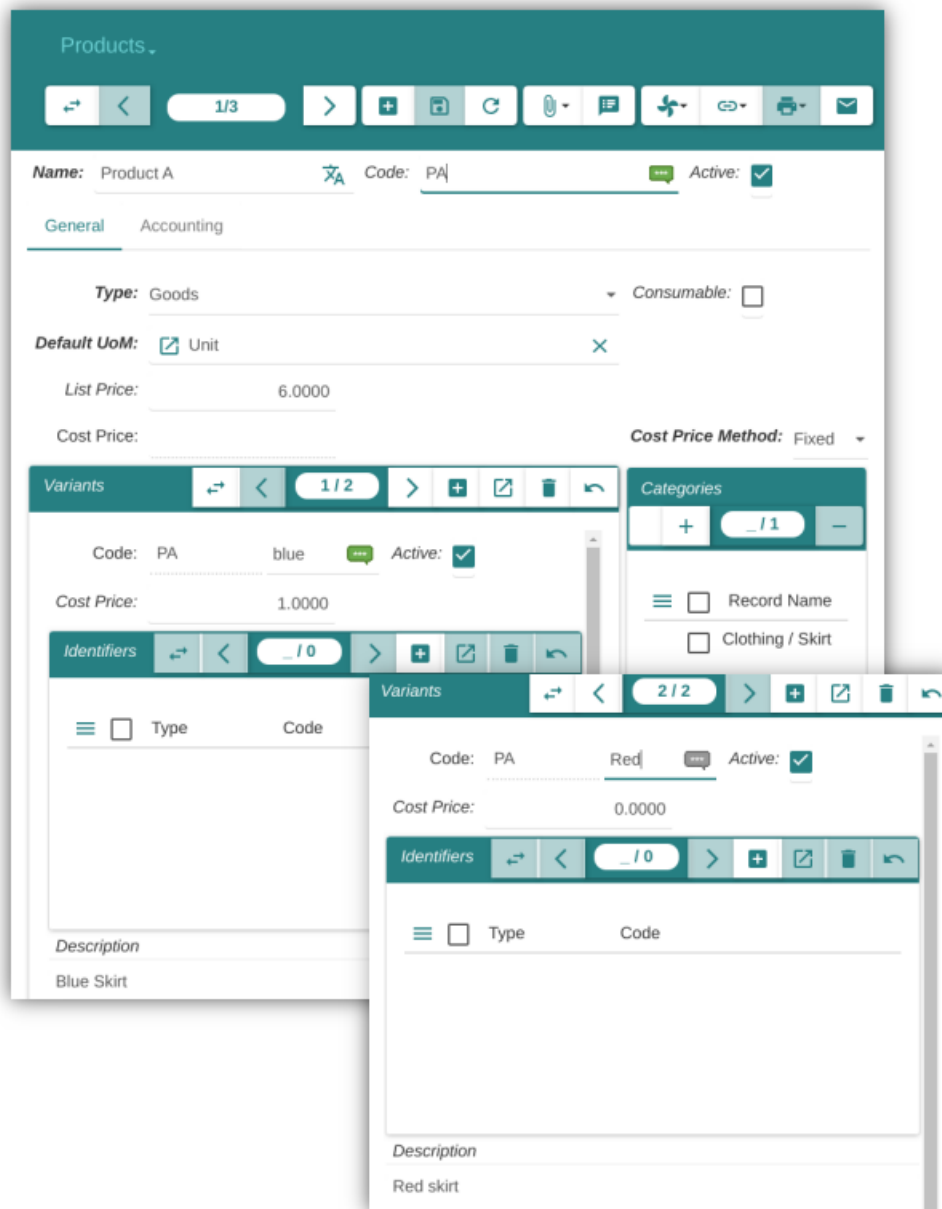 Products
1/3
Name: Product A Code: PA Active:
General Accounting
Type: Goods Consumable:
Default UoM: Unit
List Price: 6.0000
Cost Price: Cost Price Method: Fixed
Variants 1 / 2
Categories
_ / 1
Code: PA blue Active:
Cost Price: 1.0000
Record Name
Clothing / Skirt
Identifiers _ / 0
Type Code
Description
Blue Skirt
Variants 2 / 2
Code: PA Red Active:
Cost Price: 0.0000
Identifiers _ / 0
Type Code
Description
Red skirt